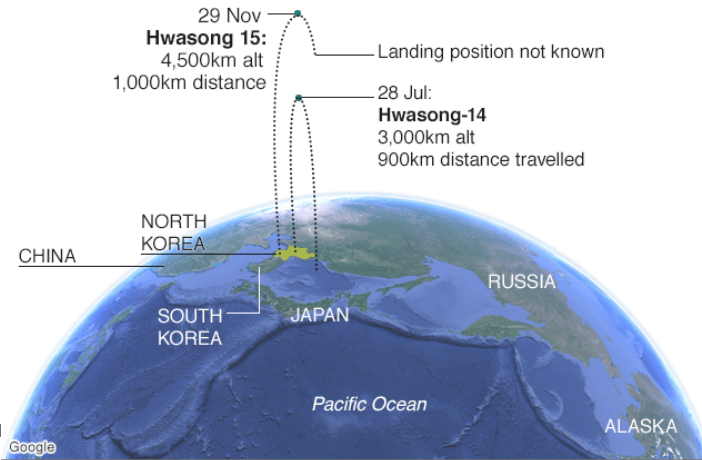 29 Nov
Hwasong 15:
4,500km alt
1,000km distance
Landing position not known
28 Jul:
Hwasong-14
3,000km alt
900km distance travelled
NORTH
KOREA
CHINA
RUSSIA
SOUTH
KOREA
JAPAN
Pacific Ocean
ALASKA
Google